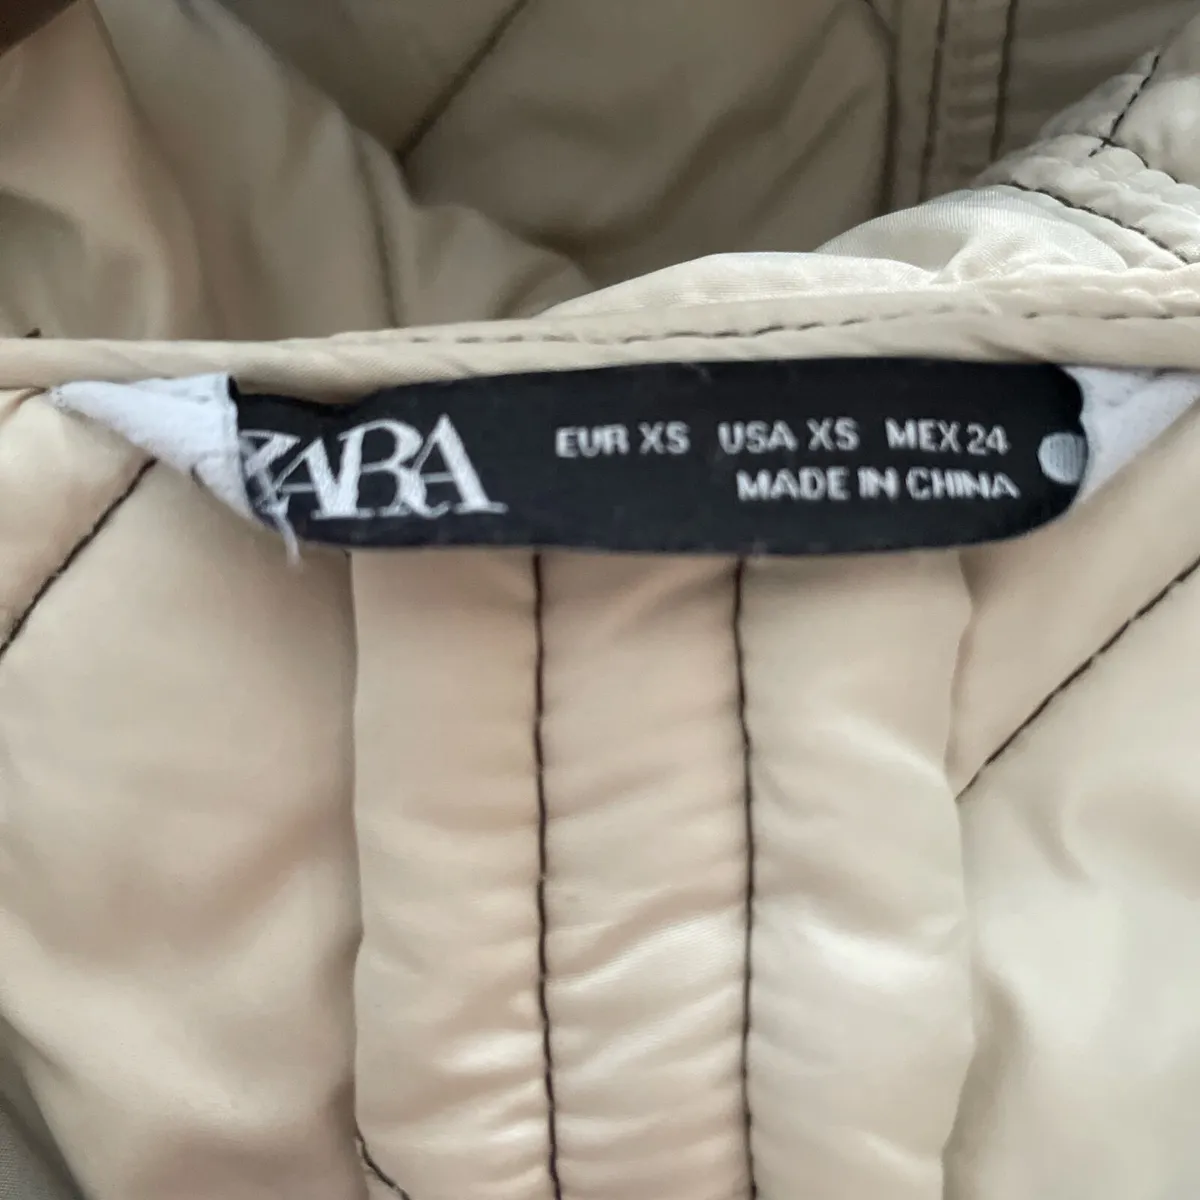 ZARA
EUR XS USA XS MEX 24
MADE IN CHINA